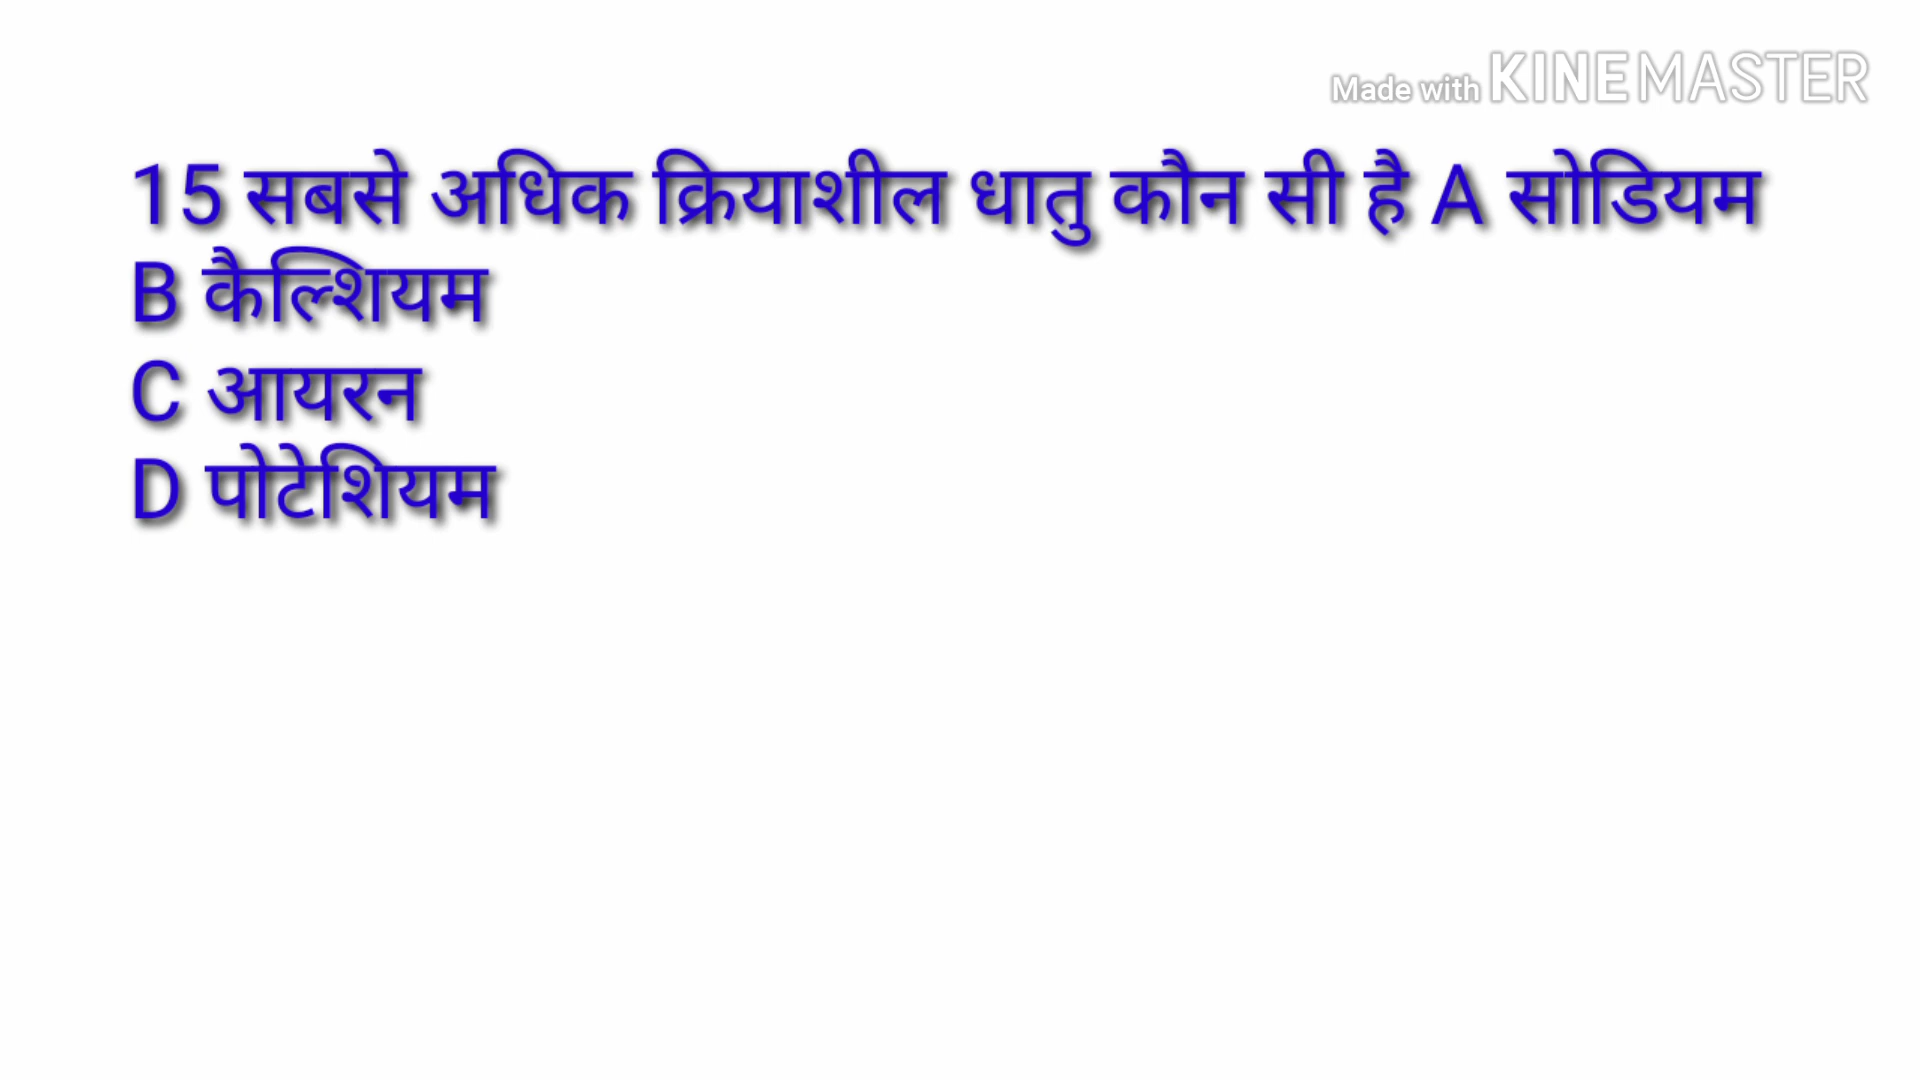 Made with KINEMASTER
15 सबसे अधिक क्रियाशील धातु कौन सी है A सोडियम
B कैल्शियम
C आयरन
D पोटेशियम